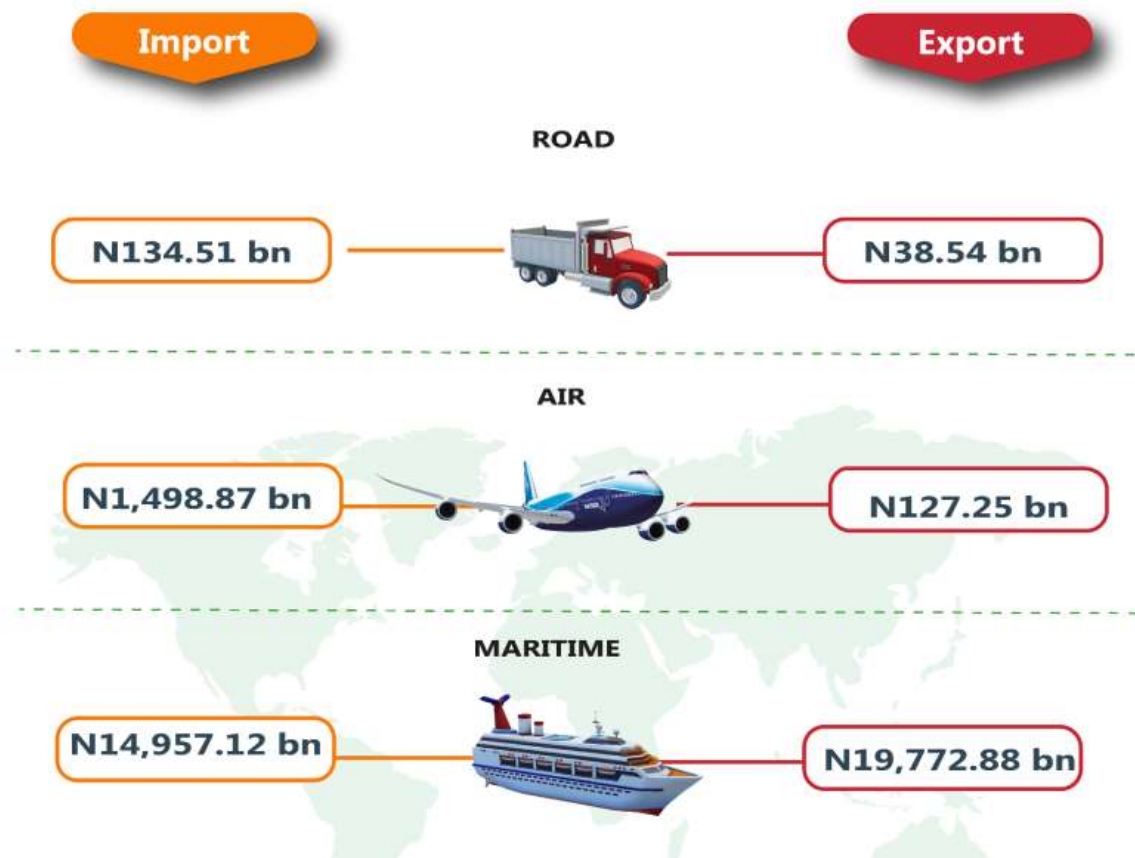 Import
Export
ROAD
N134.51 bn
N38.54 bn
AIR
N1,498.87 bn
N127.25 bn
MARITIME
N14,957.12 bn
N19,772.88 bn